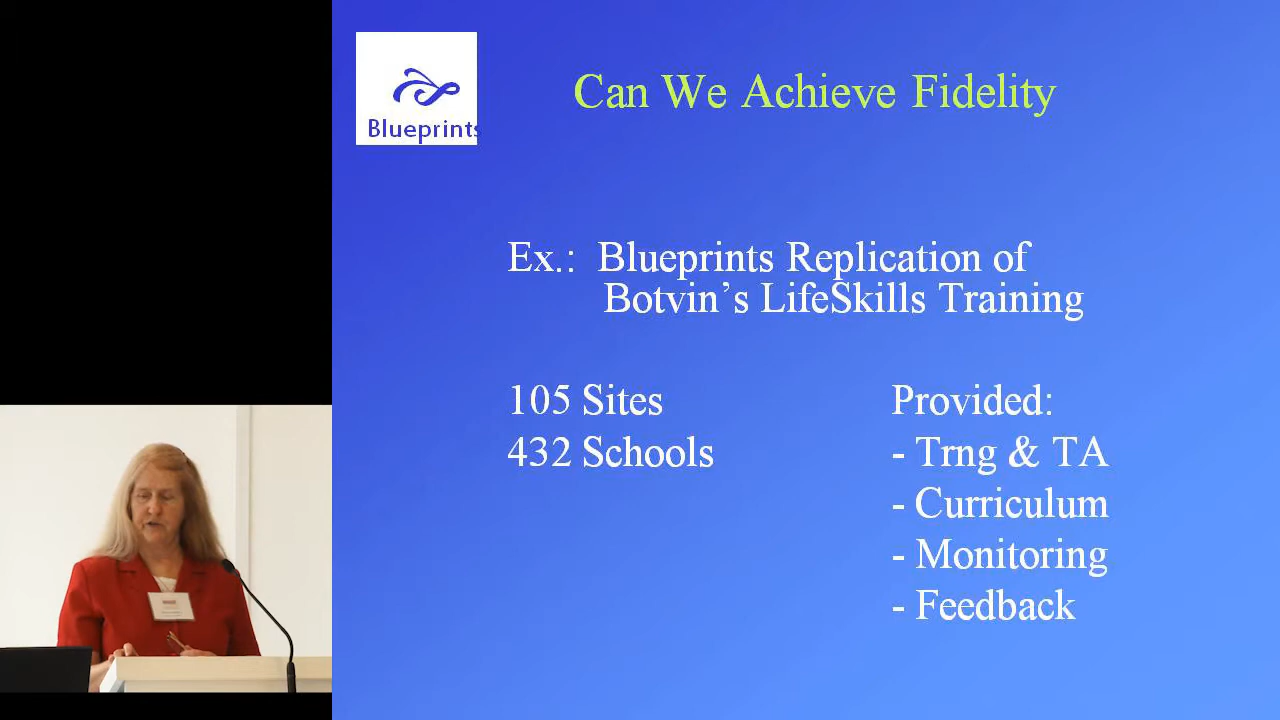 Blueprints
Can We Achieve Fidelity
Ex.: Blueprints Replication of
Botvin's LifeSkills Training
105 Sites
432 Schools
Provided:
- Trng & TA
- Curriculum
- Monitoring
- Feedback